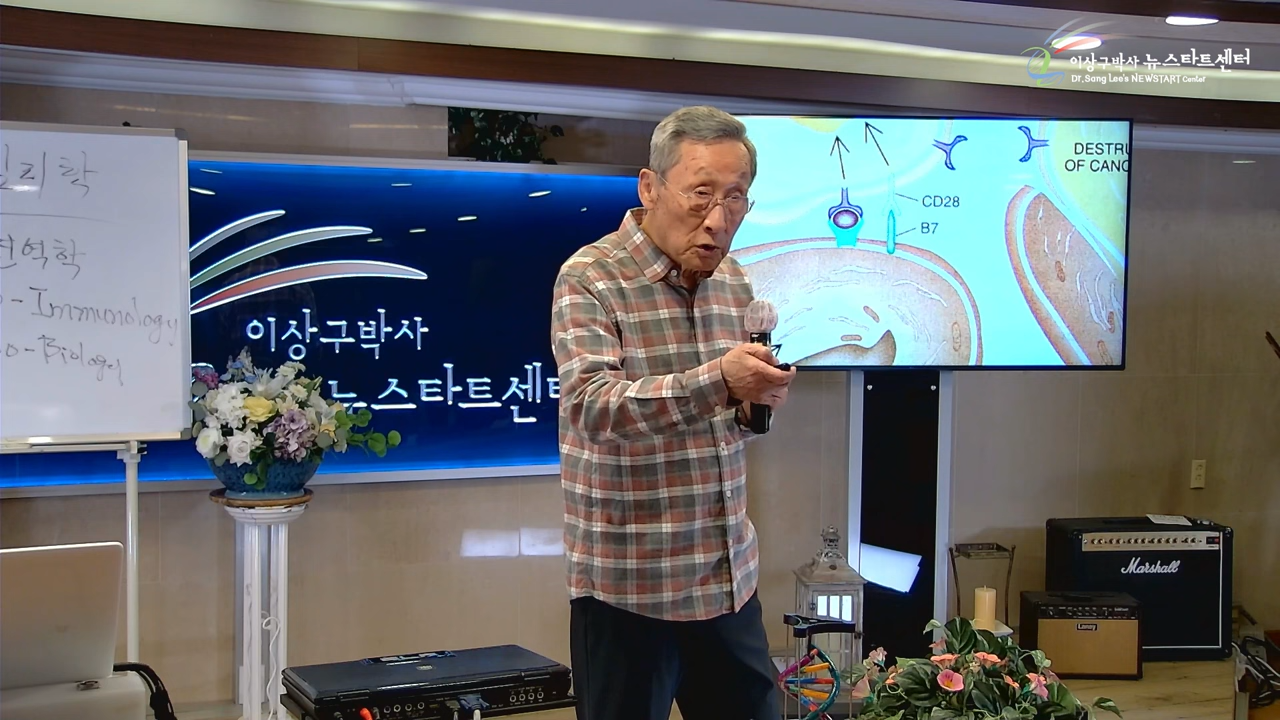 이상구박사 뉴스타트센터
Dr. Sang Lee's NEWSTART Center
리학
역학
- Immunology
o - Biology
이상구박사
뉴스타트센
DESTRU
OF CANC
CD28
B7
Marshall
Laney